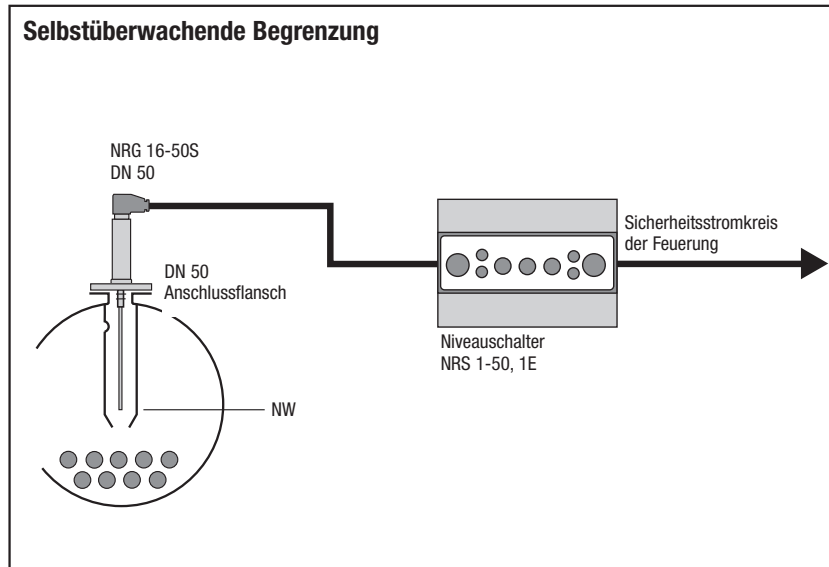 Selbstüberwachende Begrenzung
NRG 16-50S
DN 50
DN 50
Anschlussflansch
NW
Niveauschalter
NRS 1-50, 1E
Sicherheitsstromkreis
der Feuerung